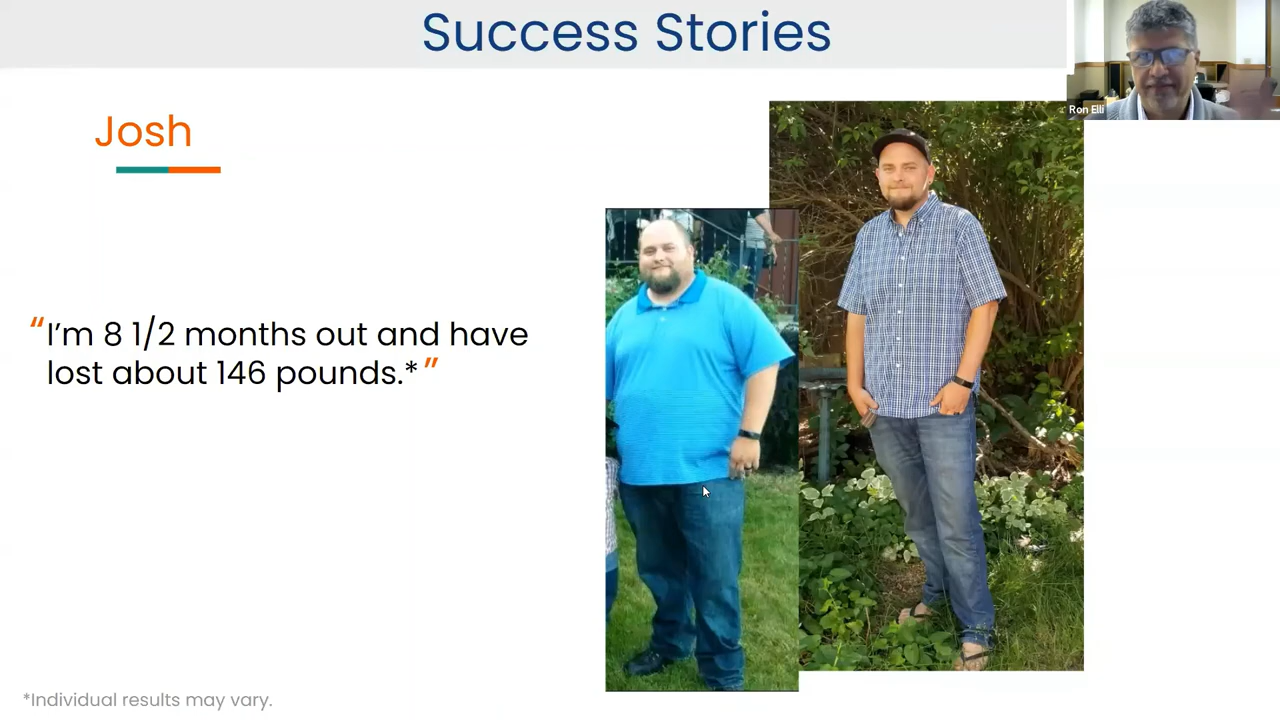 Success Stories
Ron Elli
Josh
“I’m 8 1/2 months out and have
lost about 146 pounds.*”
*Individual results may vary.